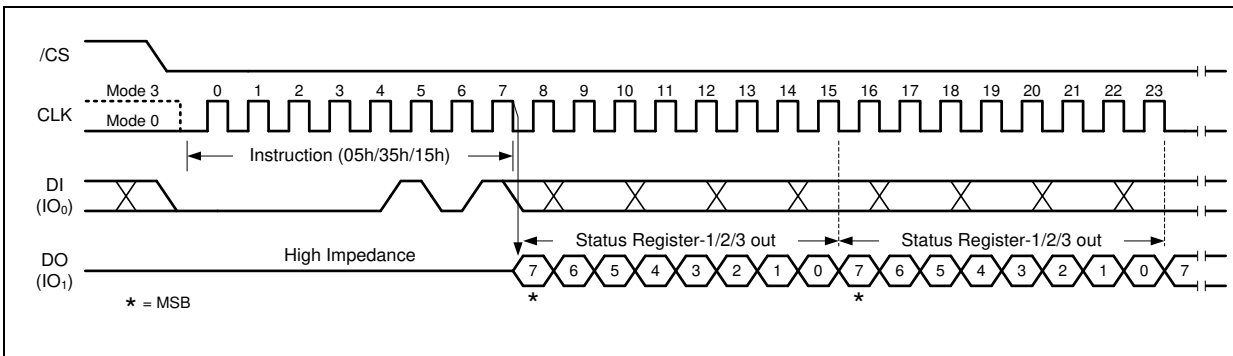 /CS
Mode 3 0 1 2 3 4 5 6 7 8 9 10 11 12 13 14 15 16 17 18 19 20 21 22 23
CLK
Mode 0
Instruction (05h/35h/15h)
DI
(IO₀)
Status Register-1/2/3 out Status Register-1/2/3 out
High Impedance
DO
(IO₁)
7 6 5 4 3 2 1 0 7 6 5 4 3 2 1 0 7
* *
* = MSB